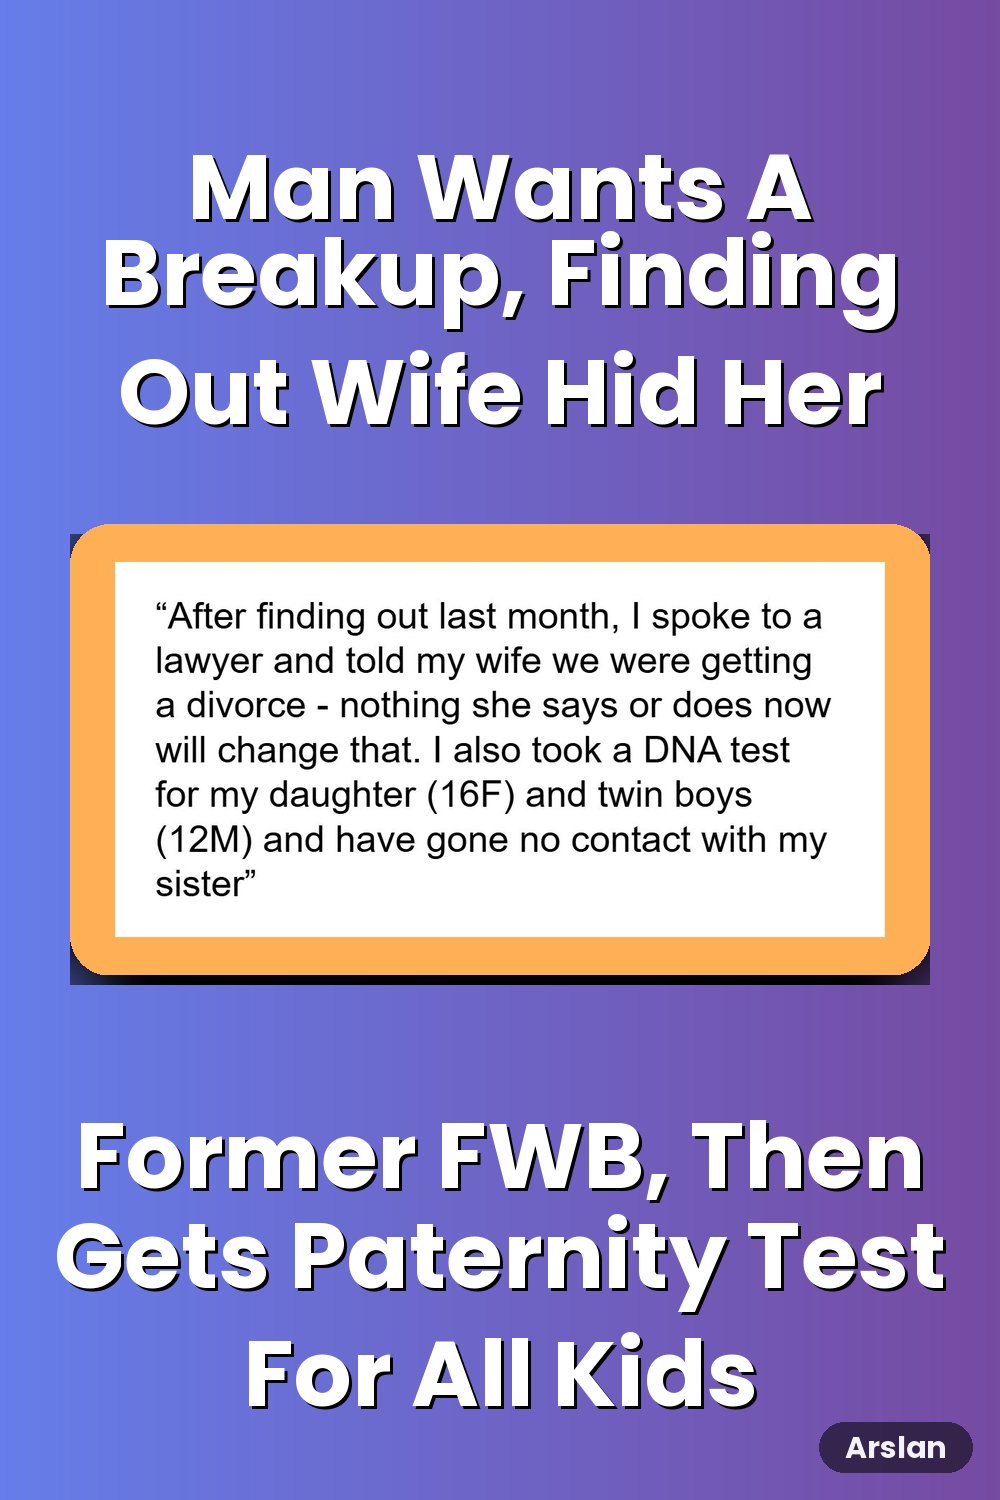 Man Wants A
Breakup, Finding
Out Wife Hid Her
“After finding out last month, I spoke to a
lawyer and told my wife we were getting
a divorce - nothing she says or does now
will change that. I also took a DNA test
for my daughter (16F) and twin boys
(12M) and have gone no contact with my
sister”
Former FWB, Then
Gets Paternity Test
For All Kids
Arslan